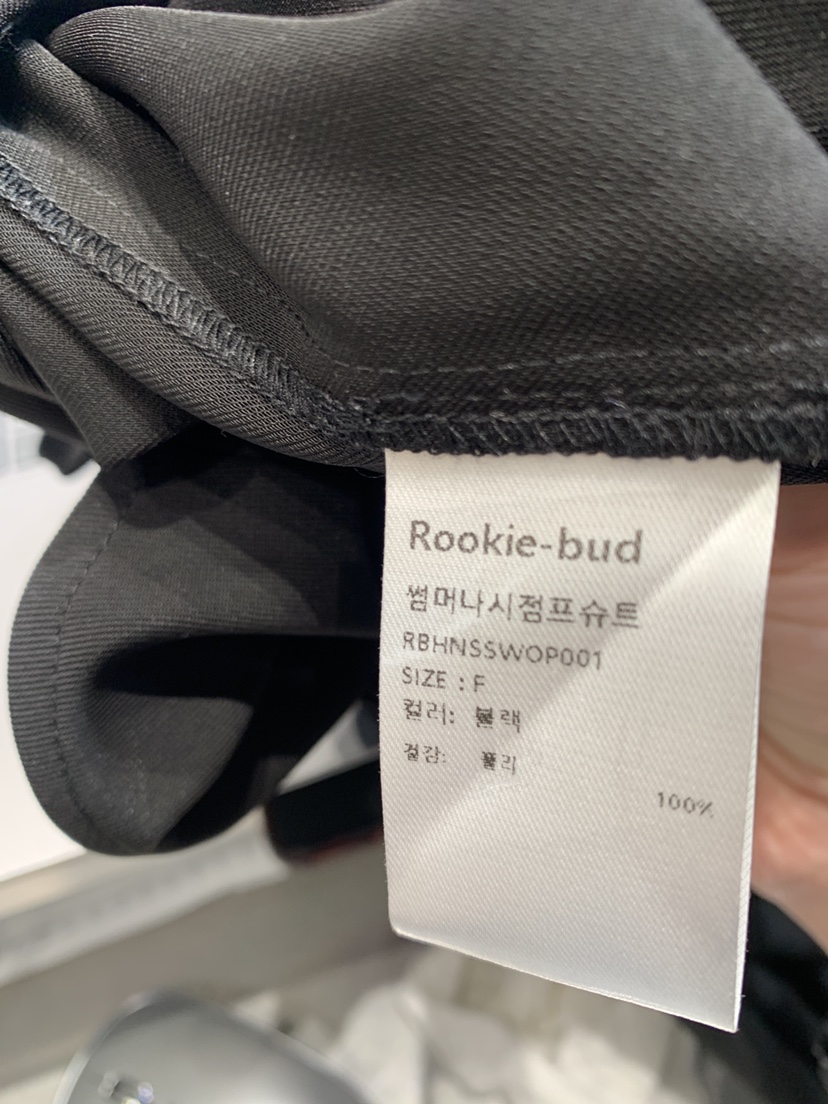 Rookie-bud
썸머나시점프슈트
RBHNSSWOP001
SIZE : F
컬러: 블랙
겉감: 폴리
100%